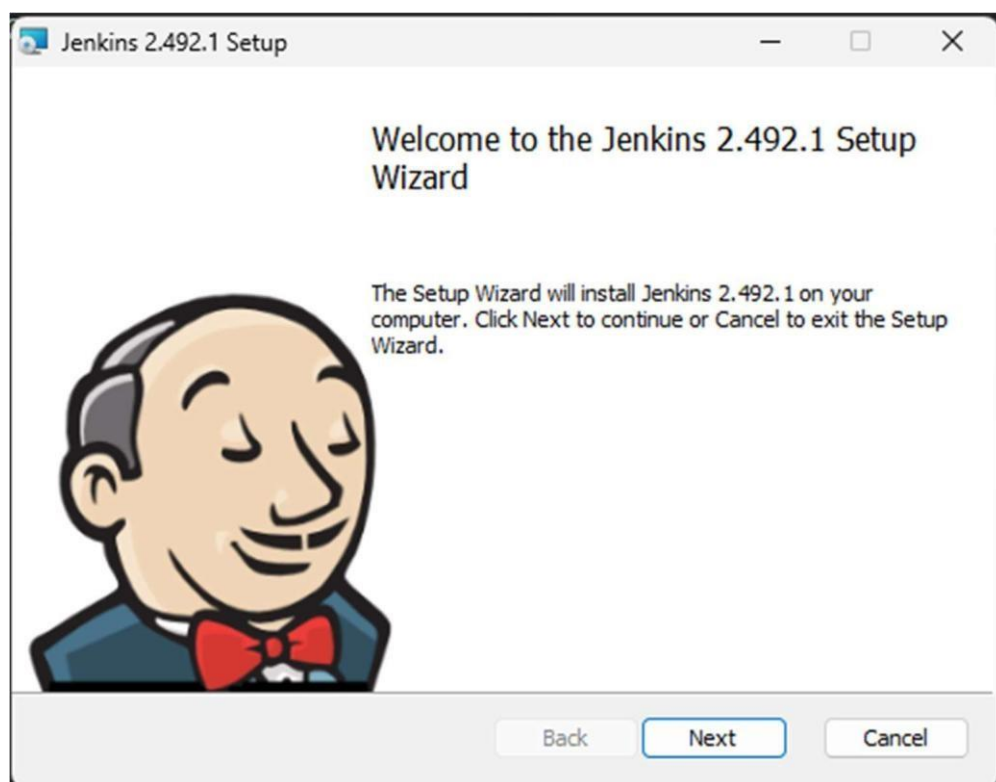 Jenkins 2.492.1 Setup
Welcome to the Jenkins 2.492.1 Setup
Wizard
The Setup Wizard will install Jenkins 2.492.1 on your
computer. Click Next to continue or Cancel to exit the Setup
Wizard.
Back Next Cancel